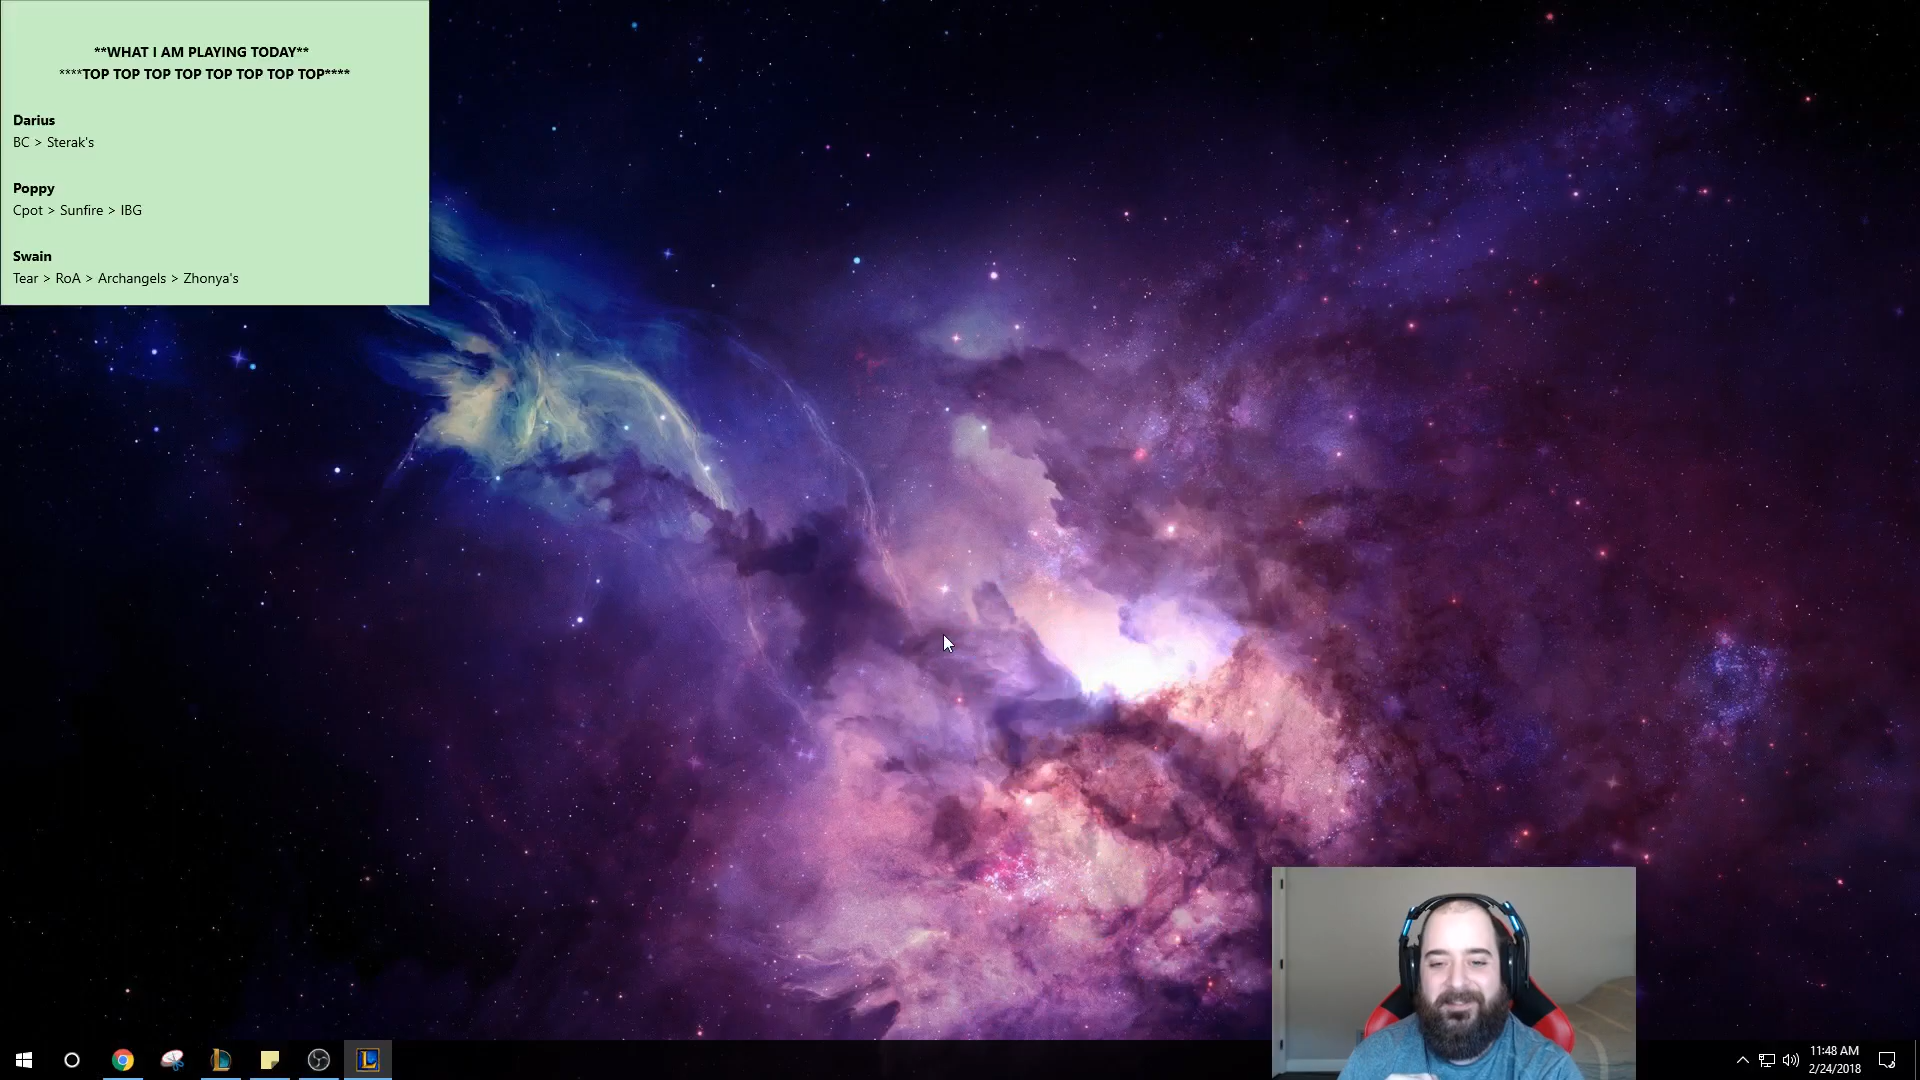 **WHAT I AM PLAYING TODAY**
****TOP TOP TOP TOP TOP TOP TOP TOP****
Darius
BC > Sterak's
Poppy
Cpot > Sunfire > IBG
Swain
Tear > RoA > Archangels > Zhonya's
11:48 AM
2/24/2018